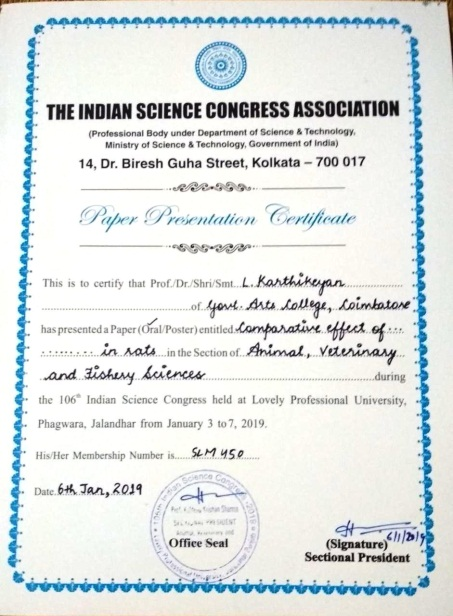 THE INDIAN SCIENCE CONGRESS ASSOCIATION
(Professional Body under Department of Science & Technology,
Ministry of Science & Technology, Government of India)
14, Dr. Biresh Guha Street, Kolkata – 700 017
Paper Presentation Certificate
This is to certify that Prof./Dr./Shri/Smt. L. Karthikeyan
of Govt. Arts College, Coimbatore
has presented a Paper (Oral/Poster) entitled Comparative effect of ...
......... in rats in the Section of Animal, Veterinary
and Fishery Sciences during
the 106th Indian Science Congress held at Lovely Professional University,
Phagwara, Jalandhar from January 3 to 7, 2019.
His/Her Membership Number is SLM 450
Date. 6th Jan, 2019
6/1/2019
Office Seal
(Signature)
Sectional President